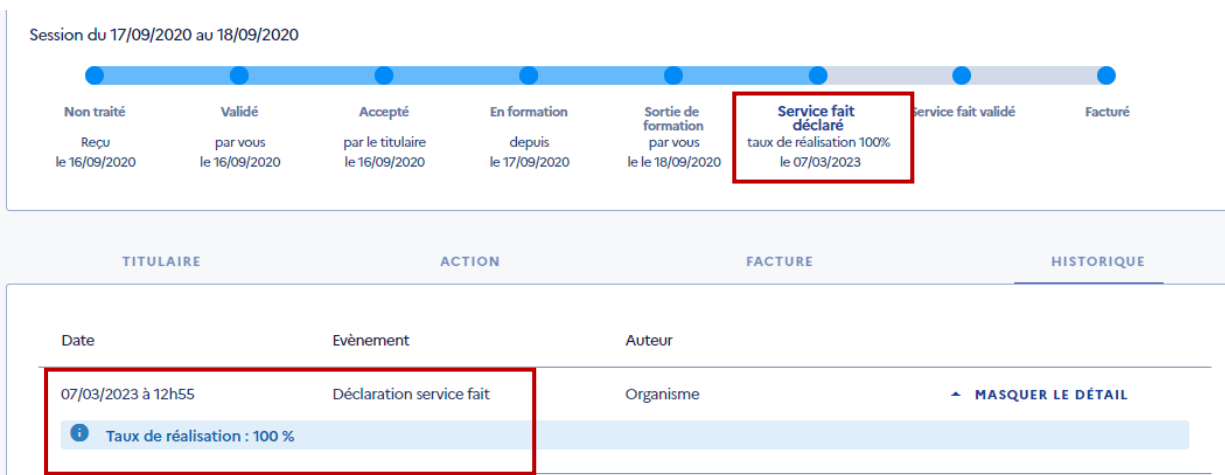 Session du 17/09/2020 au 18/09/2020
Non traité
Reçu
le 16/09/2020
Validé
par vous
le 16/09/2020
Accepté
par le titulaire
le 16/09/2020
En formation
depuis
le 17/09/2020
Sortie de
formation
par vous
le le 18/09/2020
Service fait
déclaré
taux de réalisation 100%
le 07/03/2023
Service fait validé
Facturé
TITULAIRE
ACTION
FACTURE
HISTORIQUE
Date Evènement Auteur
07/03/2023 à 12h55 Déclaration service fait Organisme MASQUER LE DÉTAIL
Taux de réalisation : 100 %